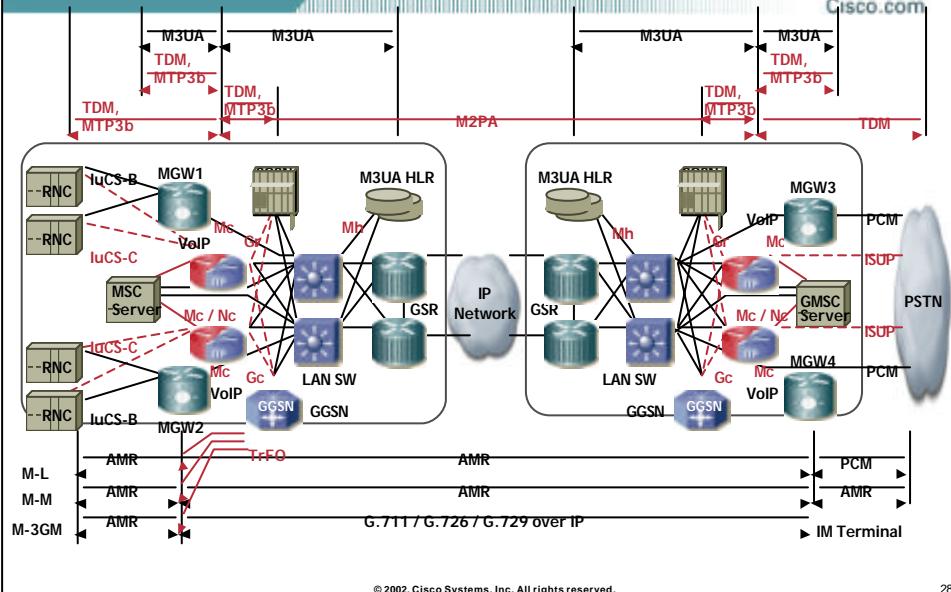 Cisco.com
M3UA M3UA M3UA M3UA
TDM,
MTP3b
TDM,
MTP3b
TDM,
MTP3b
TDM,
MTP3b
M2PA
TDM,
MTP3b
TDM
RNC
IuCS-B
MGW1
M3UA HLR
M3UA HLR
MGW3
RNC
VoIP
Mc
Gr
Mh
Mh
Gr
VoIP
Mc
PCM
IuCS-C
ISUP
MSC
Server
GSR
IP
Network
GSR
GMSC
Server
PSTN
Mc / Nc
Mc / Nc
ISUP
IuCS-C
RNC
Mc
Gc
LAN SW
LAN SW
Gc
Mc
MGW4
PCM
VoIP
VoIP
RNC
IuCS-B
MGW2
GGSN
GGSN
GGSN
GGSN
TrFO
M-L AMR AMR PCM
M-M AMR AMR AMR
M-3GM AMR G.711 / G.726 / G.729 over IP IM Terminal
© 2002, Cisco Systems, Inc. All rights reserved.
28